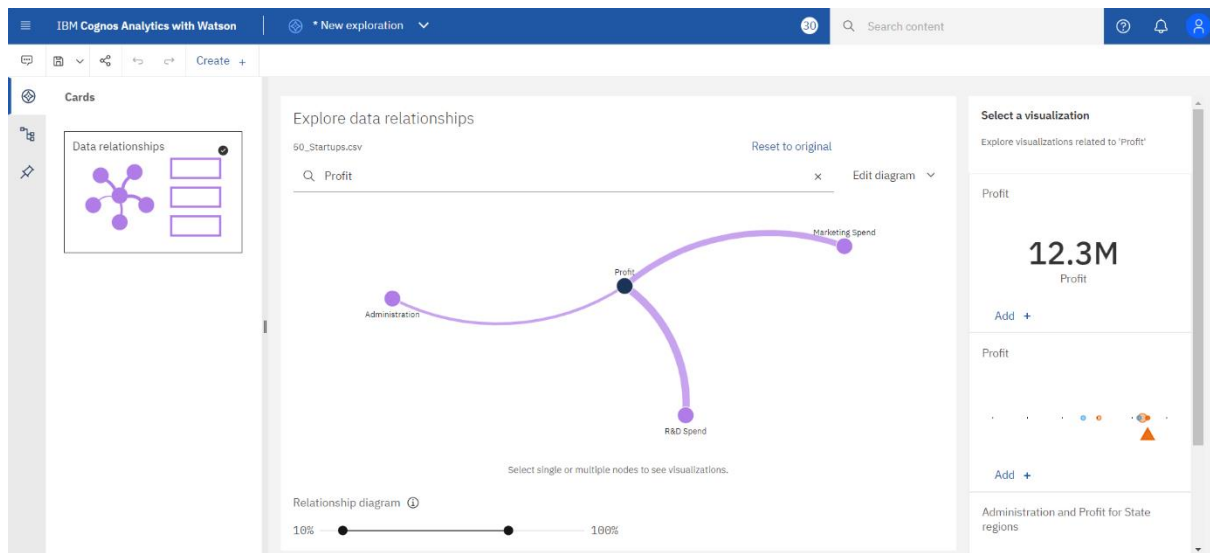 IBM Cognos Analytics with Watson
* New exploration
30
Search content
Create +
Cards
Data relationships
Explore data relationships
50_Startups.csv
Reset to original
Profit
Edit diagram
Marketing Spend
Profit
Administration
R&D Spend
Select single or multiple nodes to see visualizations.
Relationship diagram
10%
100%
Select a visualization
Explore visualizations related to 'Profit'
Profit
12.3M
Profit
Add +
Profit
Add +
Administration and Profit for State
regions